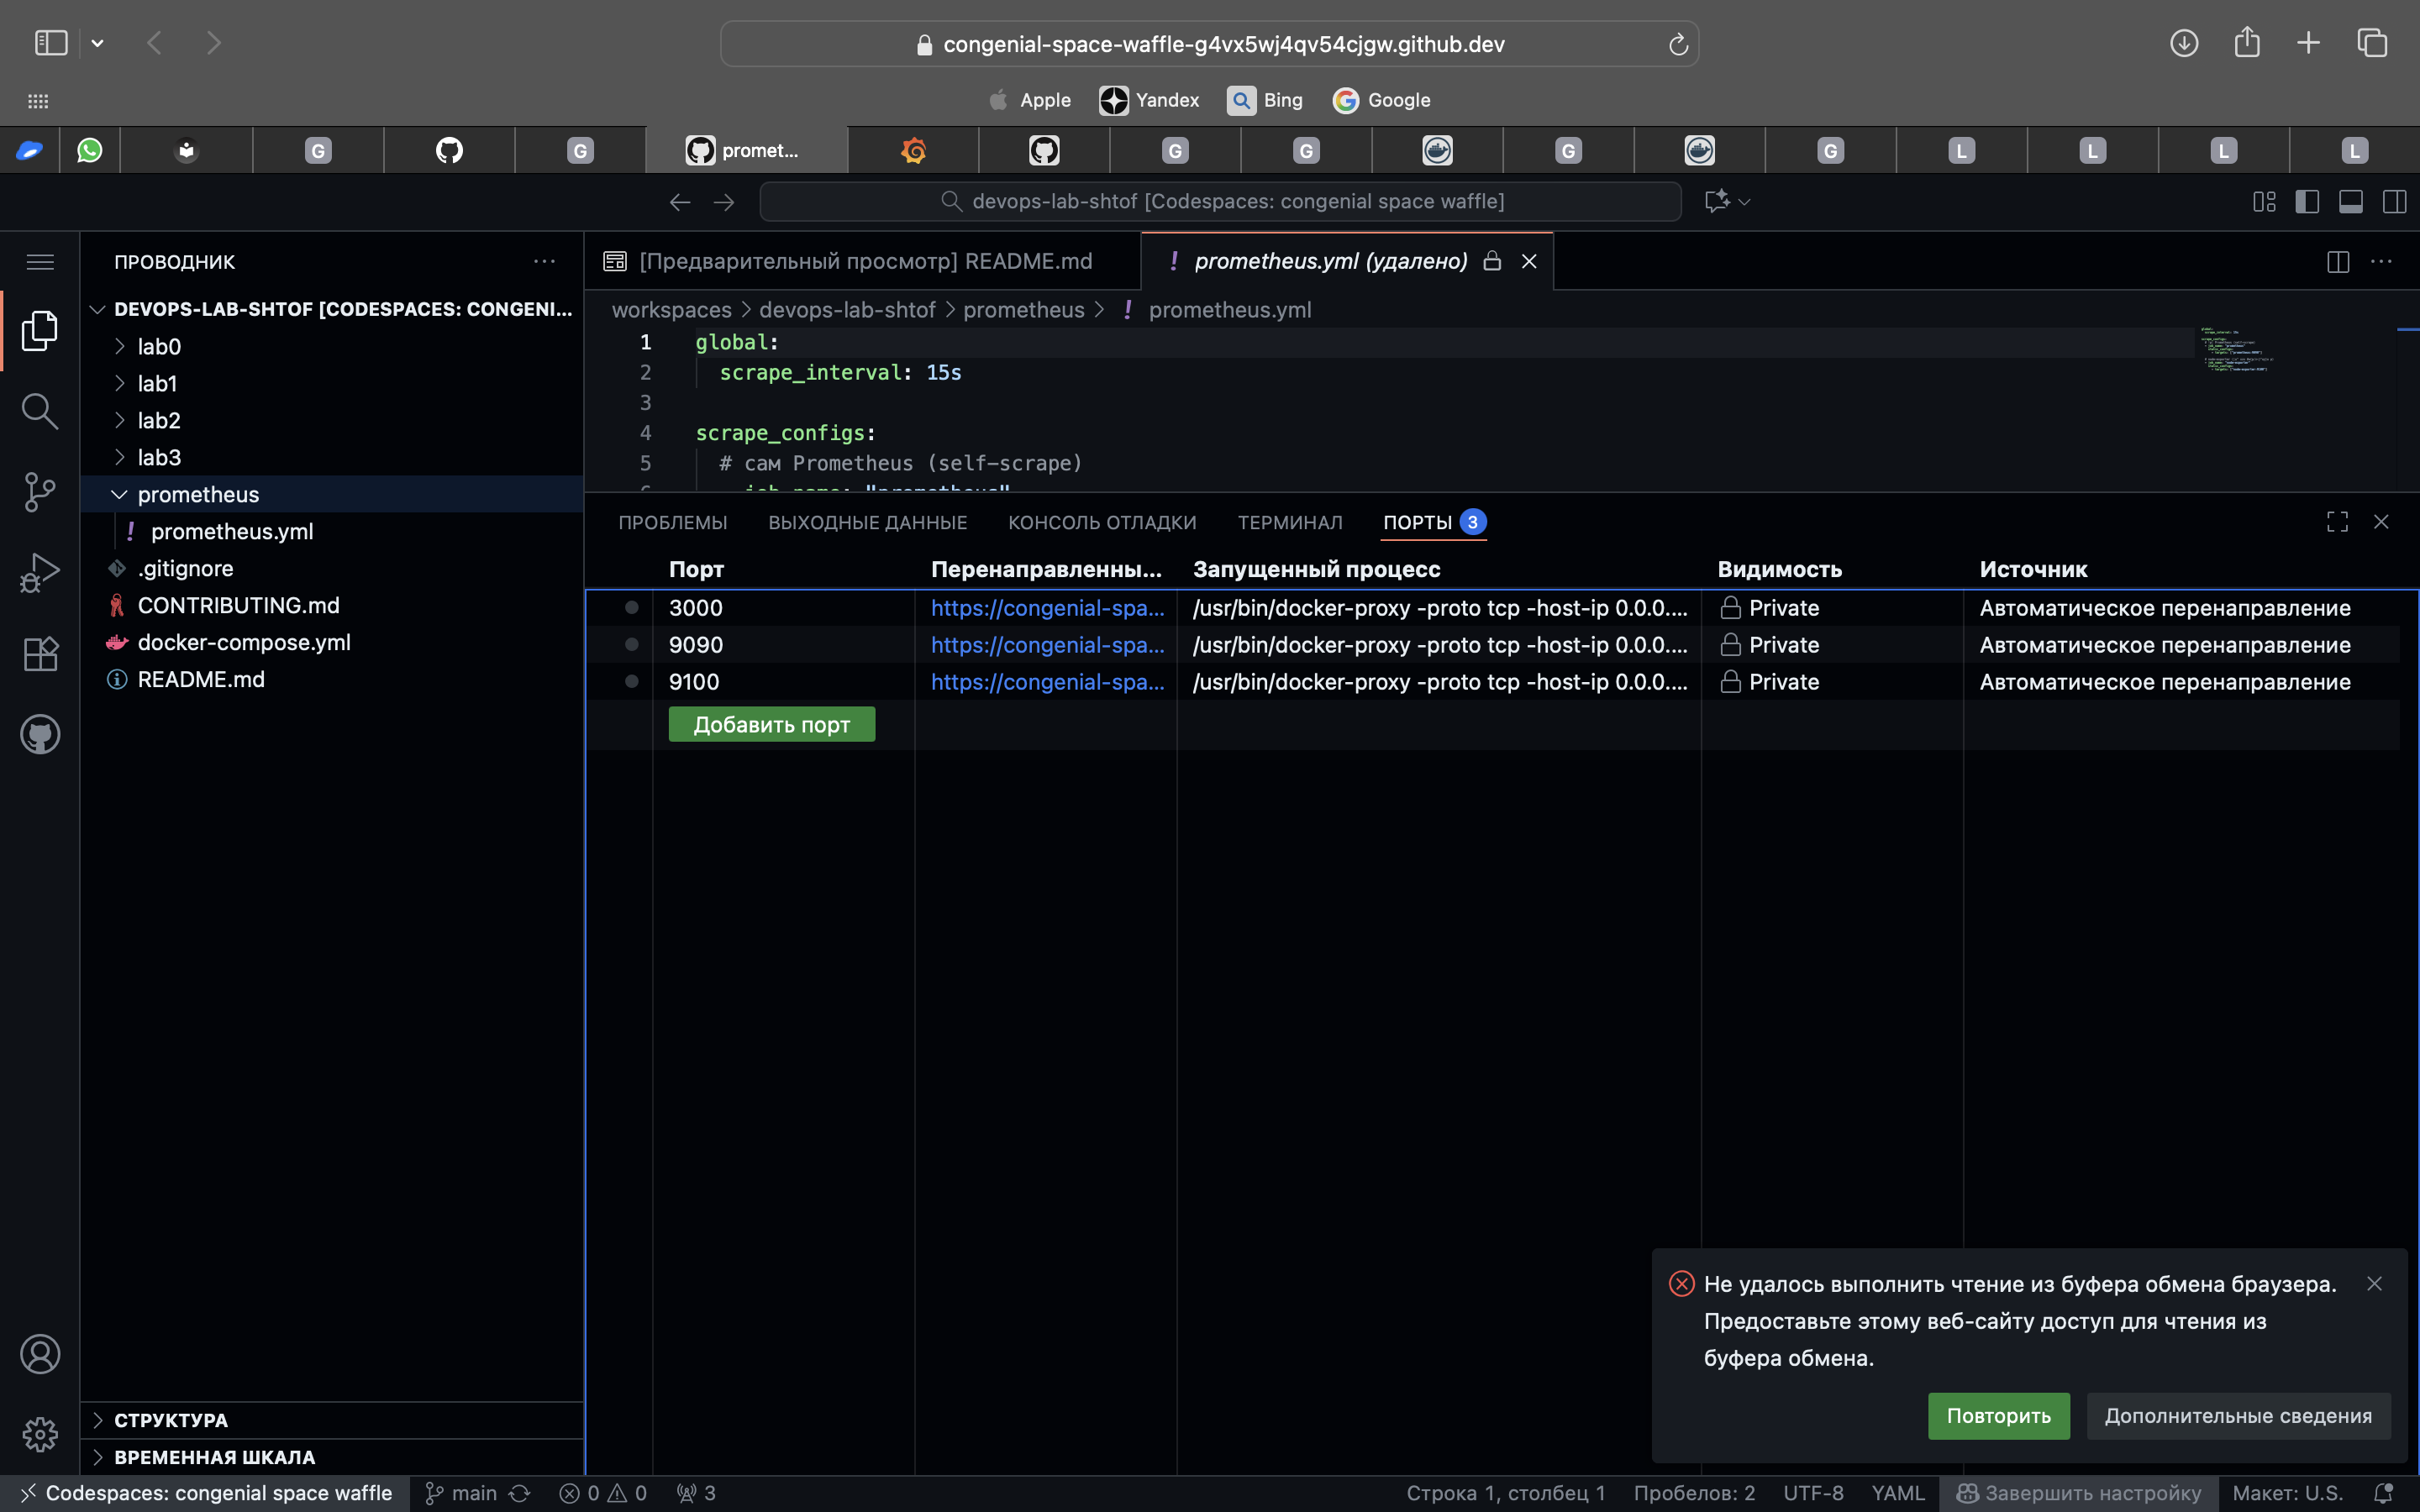 congenial-space-waffle-g4vx5wj4qv54cjgw.github.dev
Apple Yandex Bing Google
G G promet... G G G G L L L L
devops-lab-shtof [Codespaces: congenial space waffle]
ПРОВОДНИК
DEVOPS-LAB-SHTOF [CODESPACES: CONGENI...
lab0
lab1
lab2
lab3
prometheus
! prometheus.yml
.gitignore
CONTRIBUTING.md
docker-compose.yml
README.md
СТРУКТУРА
ВРЕМЕННАЯ ШКАЛА
[Предварительный просмотр] README.md
! prometheus.yml (удалено)
workspaces > devops-lab-shtof > prometheus > ! prometheus.yml
1 global:
2 scrape_interval: 15s
3
4 scrape_configs:
5 # сам Prometheus (self-scrape)
6 - job_name: "prometheus"
ПРОБЛЕМЫ ВЫХОДНЫЕ ДАННЫЕ КОНСОЛЬ ОТЛАДКИ ТЕРМИНАЛ ПОРТЫ 3
Порт Перенаправленны... Запущенный процесс Видимость Источник
3000 https://congenial-spa... /usr/bin/docker-proxy -proto tcp -host-ip 0.0.0.... Private Автоматическое перенаправление
9090 https://congenial-spa... /usr/bin/docker-proxy -proto tcp -host-ip 0.0.0.... Private Автоматическое перенаправление
9100 https://congenial-spa... /usr/bin/docker-proxy -proto tcp -host-ip 0.0.0.... Private Автоматическое перенаправление
Добавить порт
Не удалось выполнить чтение из буфера обмена браузера.
Предоставьте этому веб-сайту доступ для чтения из
буфера обмена.
Повторить Дополнительные сведения
Codespaces: congenial space waffle main 0 0 3 Строка 1, столбец 1 Пробелов: 2 UTF-8 YAML Завершить настройку Макет: U.S.